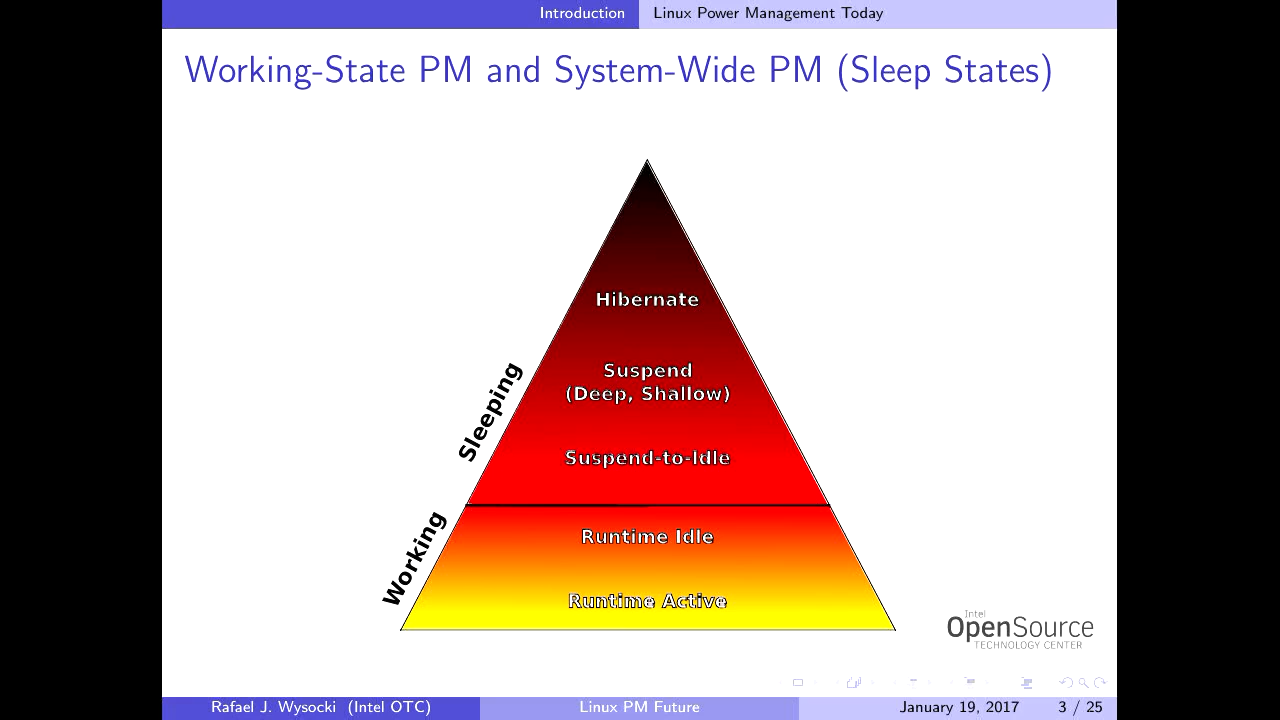 Introduction
Linux Power Management Today
Working-State PM and System-Wide PM (Sleep States)
Hibernate
Suspend
(Deep, Shallow)
Suspend-to-Idle
Sleeping
Runtime Idle
Runtime Active
Working
Intel
OpenSource
TECHNOLOGY CENTER
Rafael J. Wysocki (Intel OTC)
Linux PM Future
January 19, 2017
3 / 25